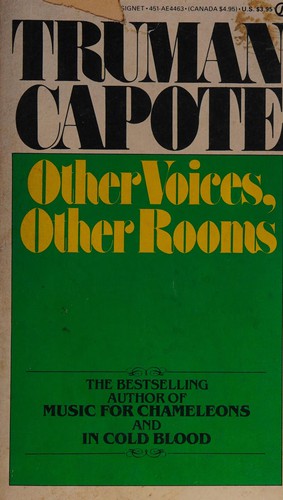 SIGNET • 451-AE4463 • (CANADA $4.95) • U.S. $3.95
TRUMAN
CAPOTE
Other Voices,
Other Rooms
THE BESTSELLING
AUTHOR OF
MUSIC FOR CHAMELEONS
AND
IN COLD BLOOD